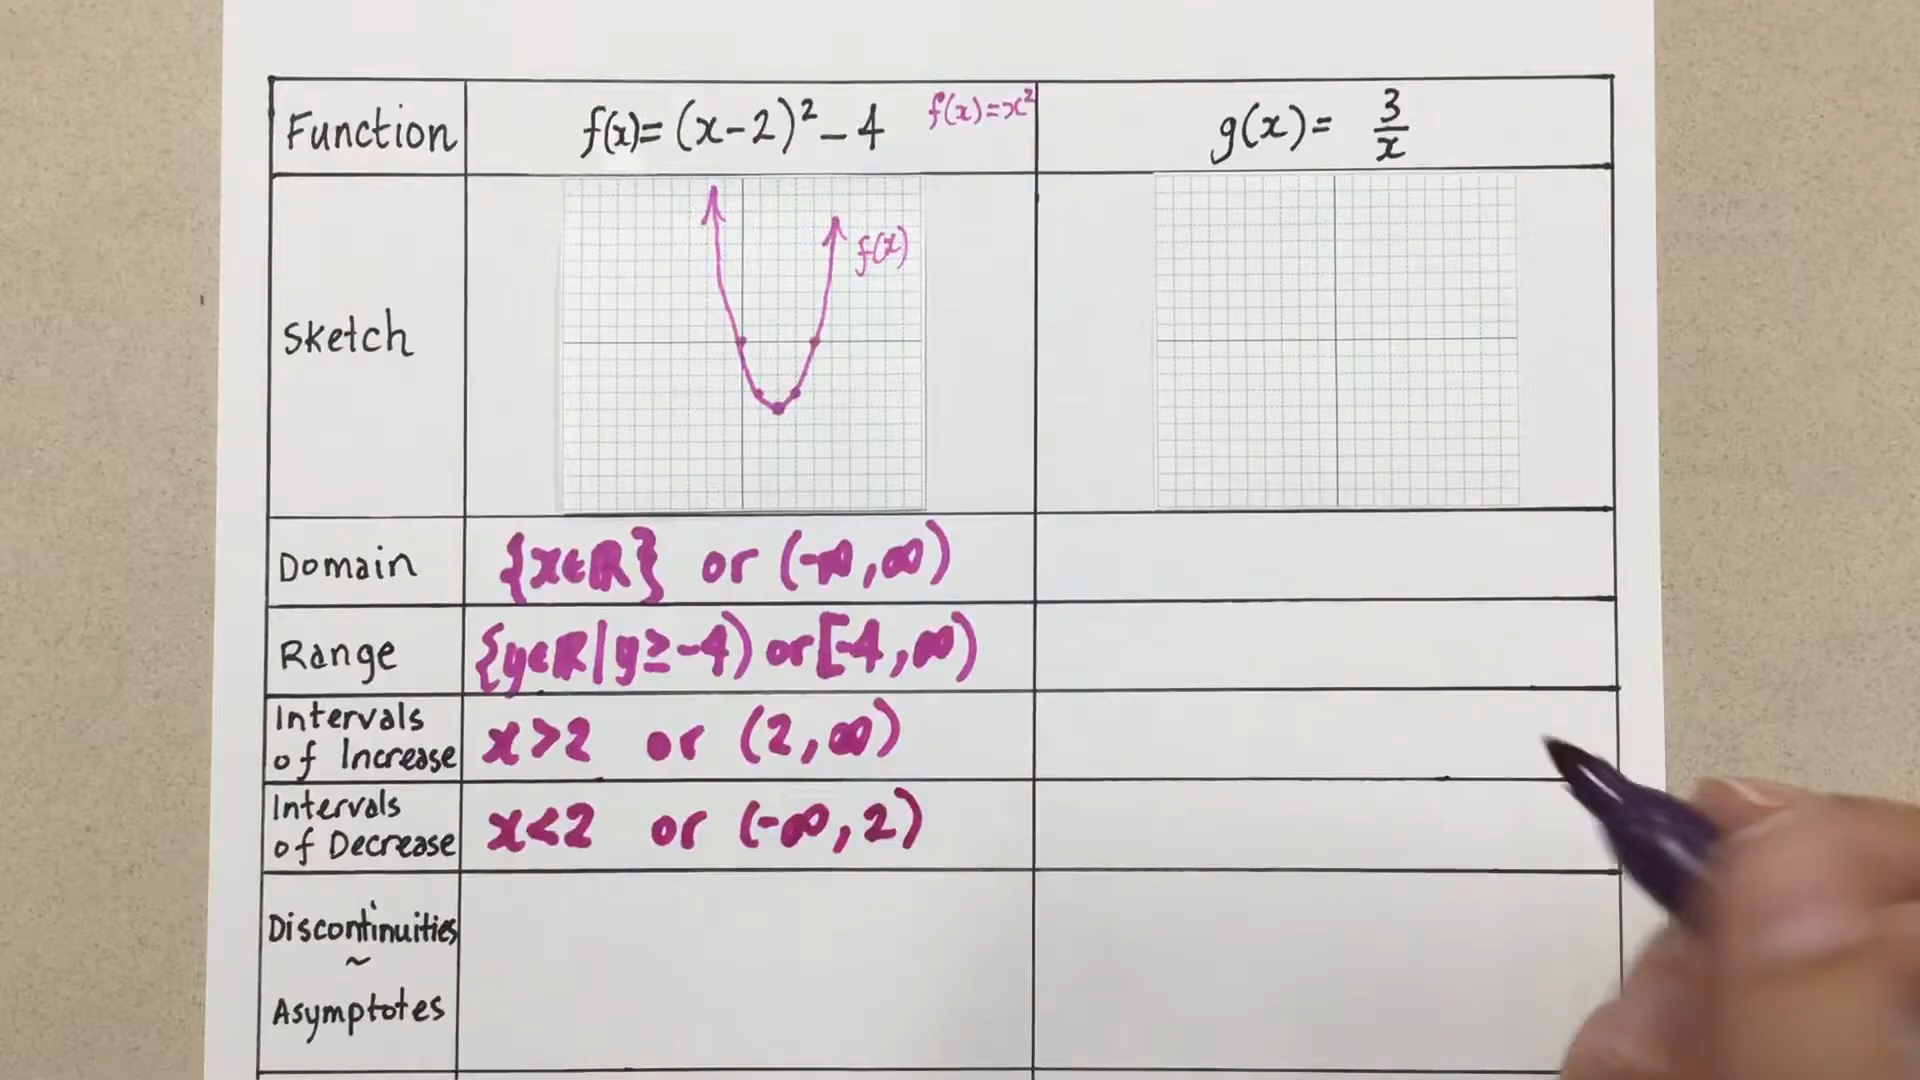 Function f(x)= (x-2)² - 4 f(x)=x² g(x)= 3/x
Sketch f(x)
Domain {x∈ℝ} or (-∞,∞)
Range {y∈ℝ|y≥-4) or [-4,∞)
Intervals of Increase x>2 or (2,∞)
Intervals of Decrease x<2 or (-∞,2)
Discontinuities
~
Asymptotes